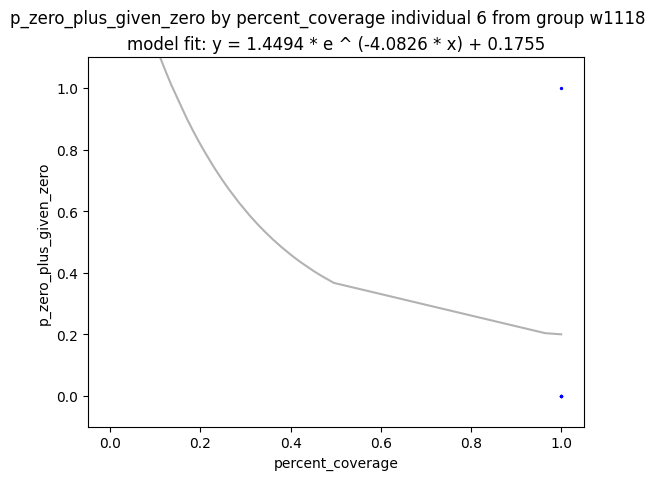 p_zero_plus_given_zero by percent_coverage individual 6 from group w1118
model fit: y = 1.4494 * e ^ (-4.0826 * x) + 0.1755
1.0
0.8
0.6
0.4
0.2
0.0
p_zero_plus_given_zero
0.0 0.2 0.4 0.6 0.8 1.0
percent_coverage